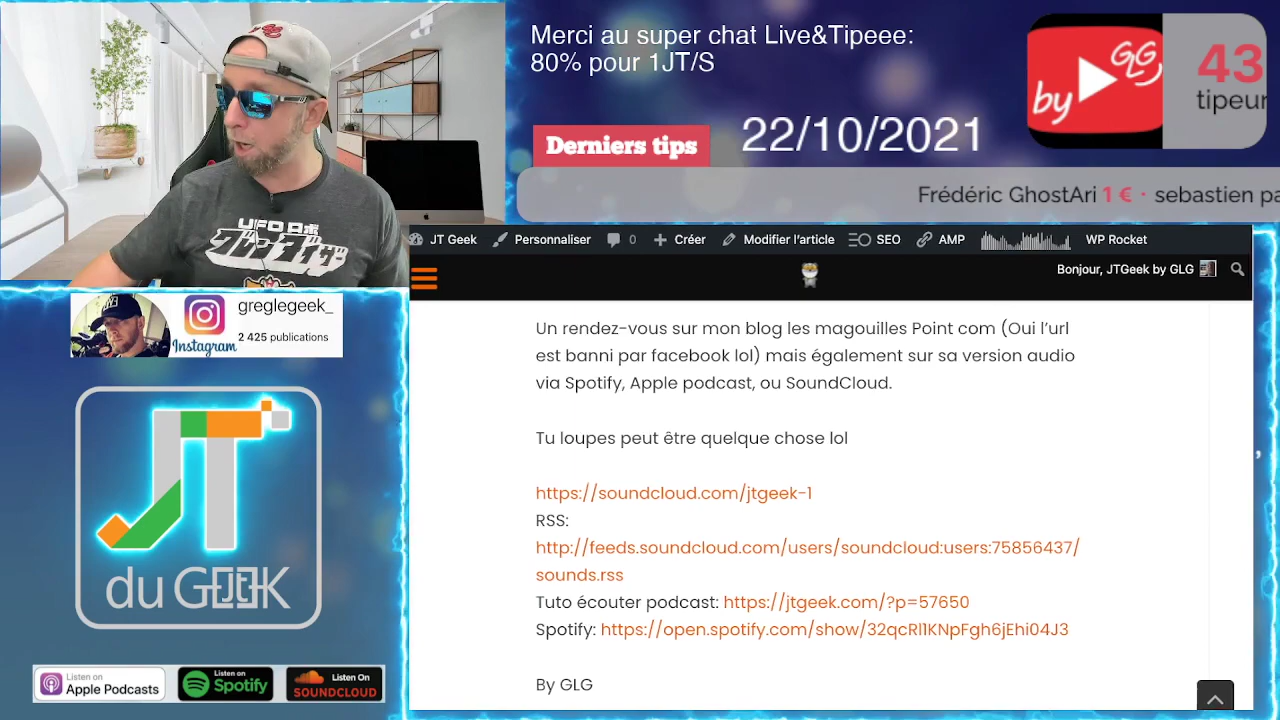 Merci au super chat Live&Tipeee:
80% pour 1JT/S
Derniers tips
22/10/2021
by GLG
43
tipeur
Frédéric GhostAri 1 € · sebastien pa
UFO ロボ
greglegeek_
Instagram
2 425 publications
JT
du GEEK
Listen on
Apple Podcasts
Listen on
Spotify
Listen On
SOUNDCLOUD
JT Geek Personnaliser 0 Créer Modifier l’article SEO AMP WP Rocket
Bonjour, JTGeek by GLG
Un rendez-vous sur mon blog les magouilles Point com (Oui l’url
est banni par facebook lol) mais également sur sa version audio
via Spotify, Apple podcast, ou SoundCloud.
Tu loupes peut être quelque chose lol
https://soundcloud.com/jtgeek-1
RSS:
http://feeds.soundcloud.com/users/soundcloud:users:75856437/
sounds.rss
Tuto écouter podcast: https://jtgeek.com/?p=57650
Spotify: https://open.spotify.com/show/32qcRl1KNpFgh6jEhi04J3
By GLG